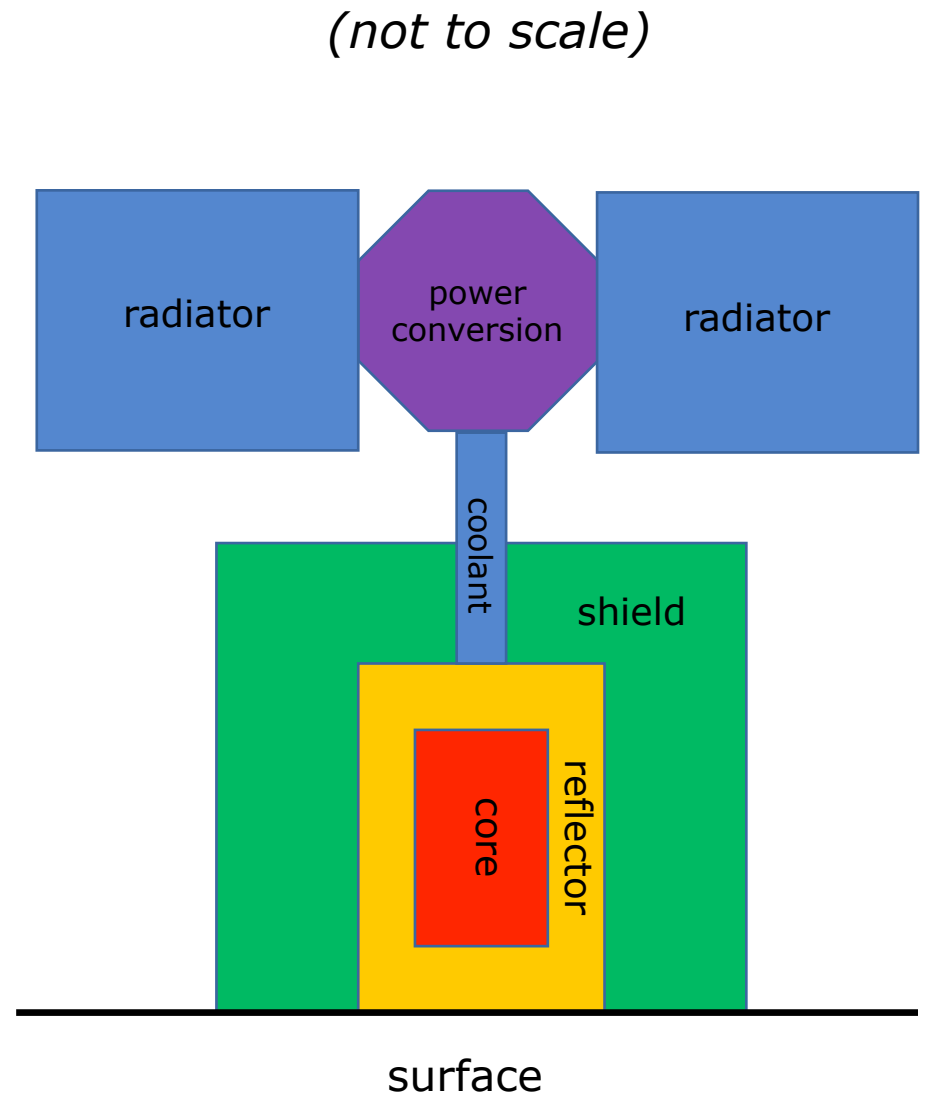 (not to scale)
radiator
power
conversion
radiator
coolant
shield
core
reflector
surface